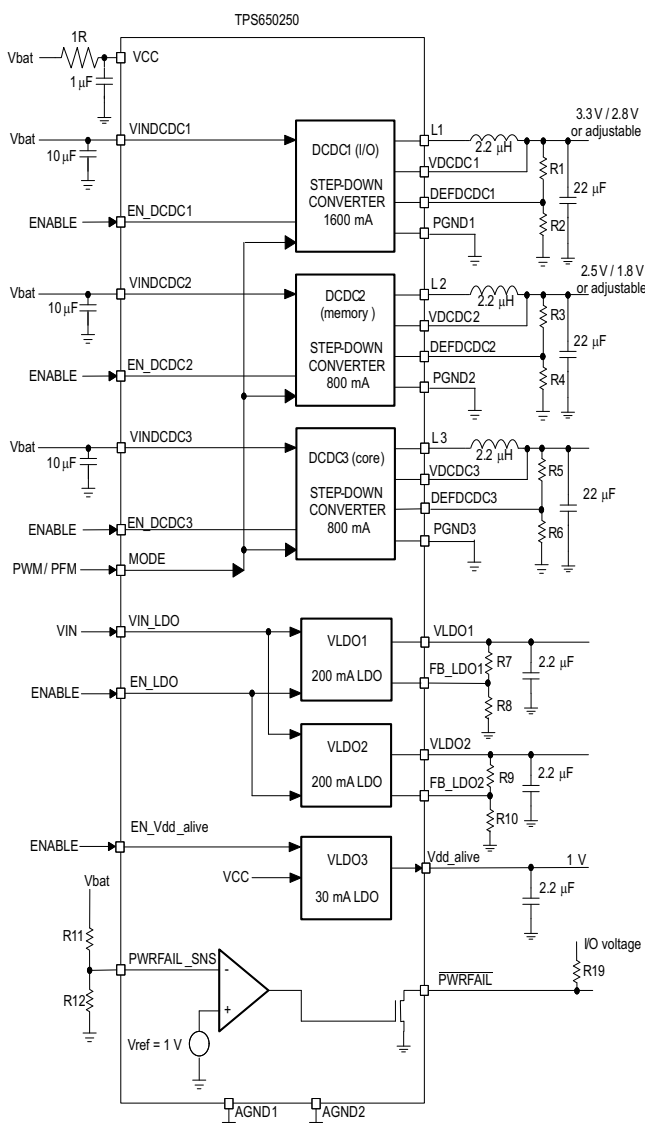 TPS650250
1R
Vbat
VCC
1 μF
Vbat
VINDCDC1
10 μF
ENABLE
EN_DCDC1
DCDC1 (I/O)
STEP-DOWN
CONVERTER
1600 mA
L1
2.2 μH
3.3 V / 2.8 V
or adjustable
VDCDC1
R1
DEFDCDC1
22 μF
R2
PGND1
Vbat
VINDCDC2
10 μF
ENABLE
EN_DCDC2
DCDC2
(memory )
STEP-DOWN
CONVERTER
800 mA
L2
2.2 μH
2.5 V / 1.8 V
or adjustable
VDCDC2
R3
DEFDCDC2
22 μF
R4
PGND2
Vbat
VINDCDC3
10 μF
ENABLE
EN_DCDC3
PWM / PFM
MODE
DCDC3 (core)
STEP-DOWN
CONVERTER
800 mA
L3
2.2 μH
VDCDC3
R5
DEFDCDC3
22 μF
R6
PGND3
VIN
VIN_LDO
ENABLE
EN_LDO
VLDO1
200 mA LDO
VLDO1
R7
FB_LDO1
2.2 μF
R8
VLDO2
200 mA LDO
VLDO2
R9
FB_LDO2
2.2 μF
R10
ENABLE
EN_Vdd_alive
VCC
VLDO3
30 mA LDO
Vdd_alive
1 V
2.2 μF
Vbat
R11
PWRFAIL_SNS
R12
-
+
Vref = 1 V
I/O voltage
R19
PWRFAIL
AGND1
AGND2